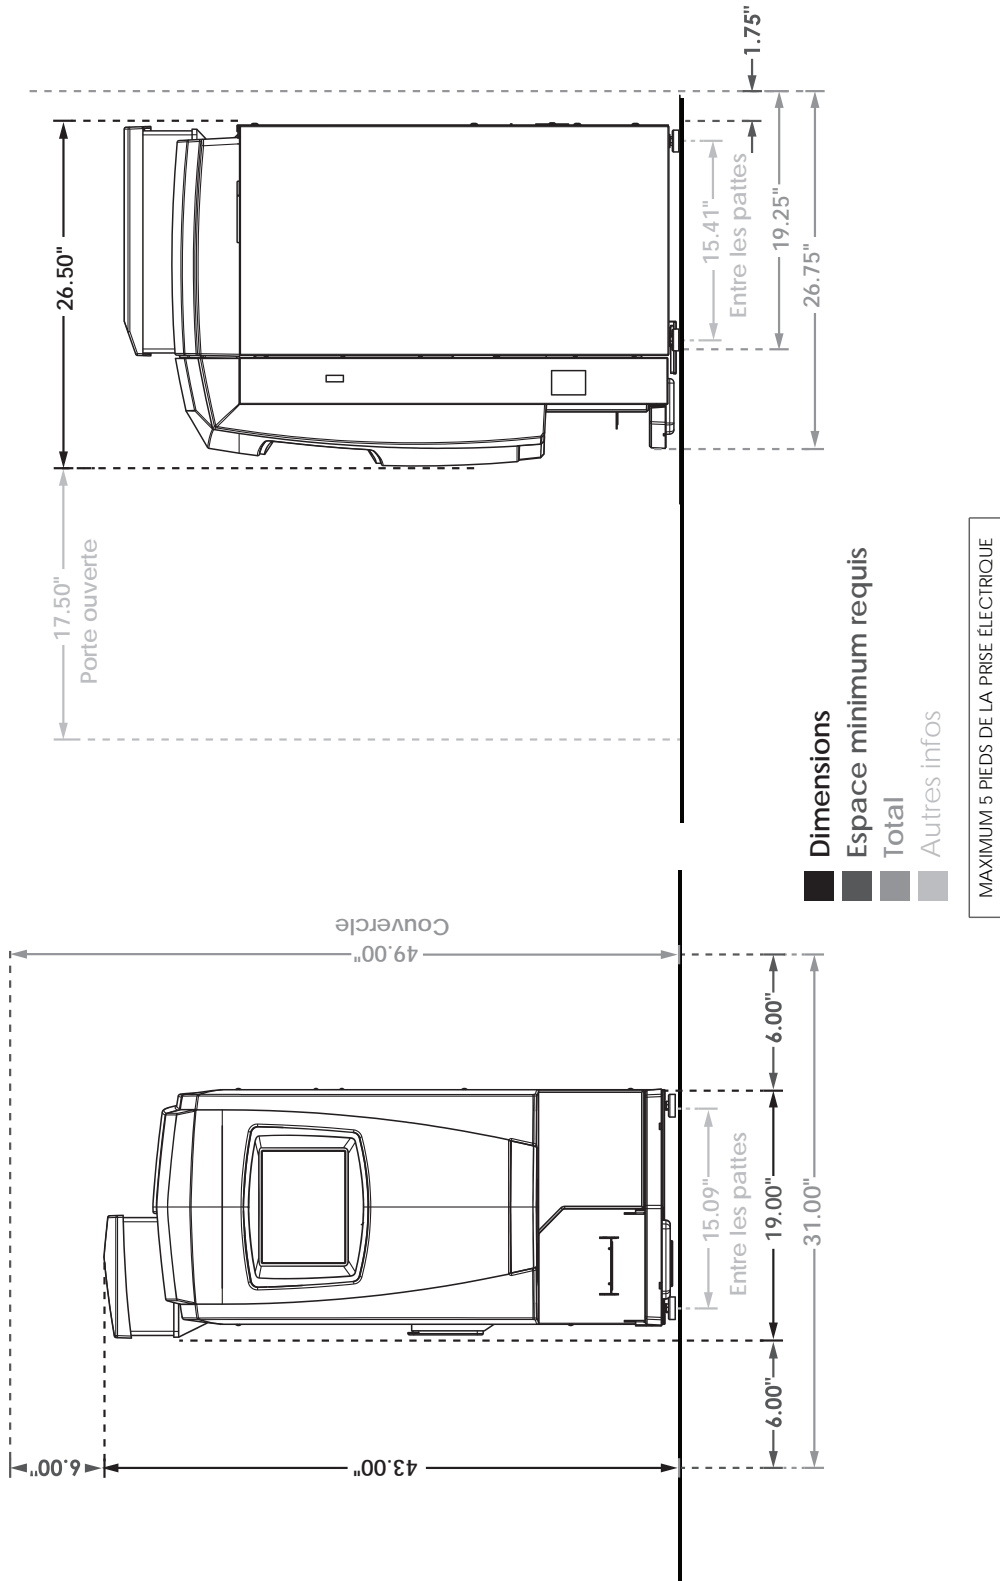 6.00"
43.00"
49.00"
Couvercle
15.09"
Entre les pattes
6.00"
19.00"
6.00"
31.00"
17.50"
Porte ouverte
26.50"
15.41"
Entre les pattes
1.75"
19.25"
26.75"
Dimensions
Espace minimum requis
Total
Autres infos
MAXIMUM 5 PIEDS DE LA PRISE ÉLECTRIQUE